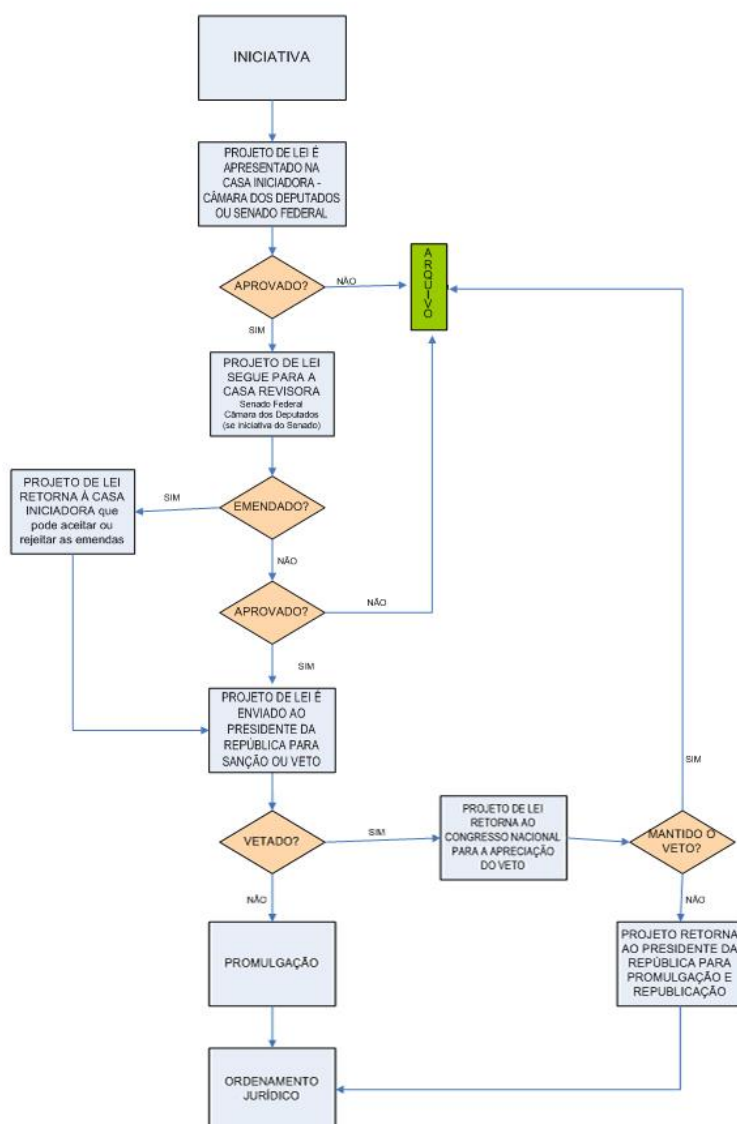 INICIATIVA
PROJETO DE LEI É
APRESENTADO NA
CASA INICIADORA -
CÂMARA DOS DEPUTADOS
OU SENADO FEDERAL
APROVADO?
NÃO
ARQUIVO
SIM
PROJETO DE LEI
SEGUE PARA A
CASA REVISORA
Senado Federal
Câmara dos Deputados
(se iniciativa do Senado)
EMENDADO?
SIM
PROJETO DE LEI
RETORNA À CASA
INICIADORA que
pode aceitar ou
rejeitar as emendas
NÃO
APROVADO?
NÃO
SIM
PROJETO DE LEI É
ENVIADO AO
PRESIDENTE DA
REPÚBLICA PARA
SANÇÃO OU VETO
VETADO?
SIM
PROJETO DE LEI
RETORNA AO
CONGRESSO NACIONAL
PARA A APRECIAÇÃO
DO VETO
MANTIDO O
VETO?
SIM
NÃO
NÃO
PROMULGAÇÃO
PROJETO RETORNA
AO PRESIDENTE DA
REPÚBLICA PARA
PROMULGAÇÃO E
REPUBLICAÇÃO
ORDENAMENTO
JURÍDICO